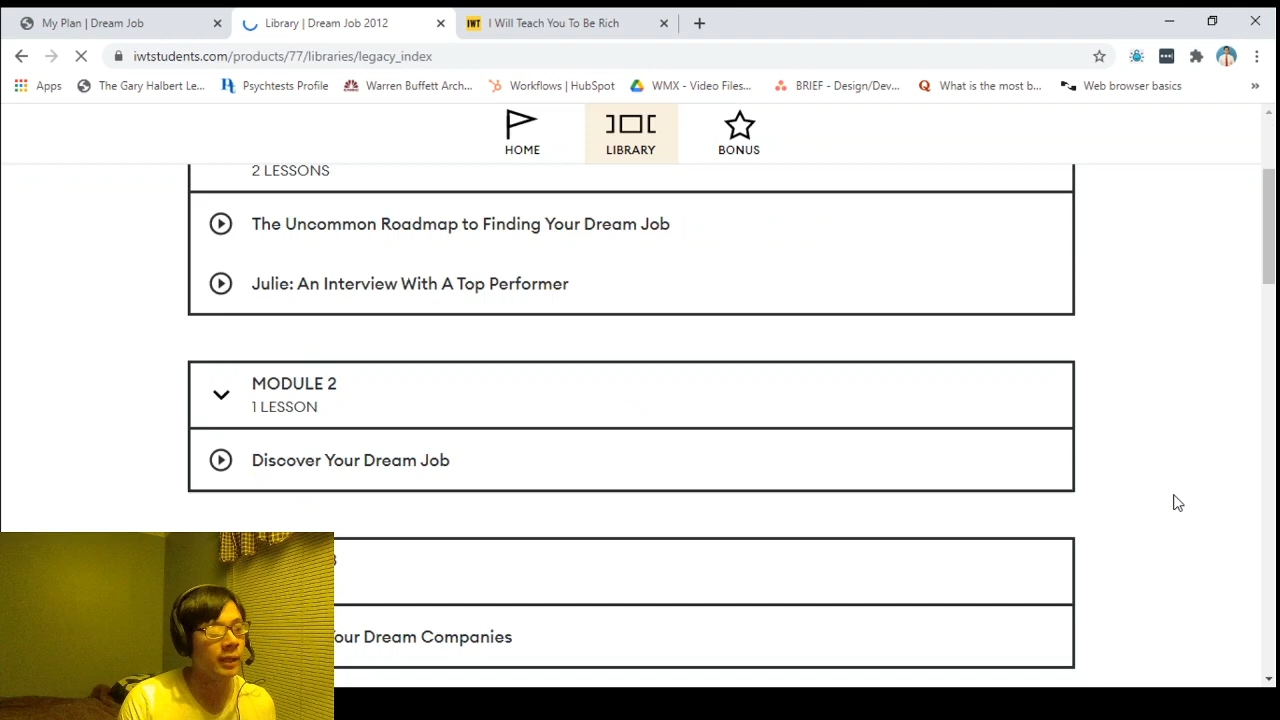 My Plan | Dream Job
Library | Dream Job 2012
IWT
I Will Teach You To Be Rich
iwtstudents.com/products/77/libraries/legacy_index
Apps
The Gary Halbert Le...
Psychtests Profile
Warren Buffett Arch...
Workflows | HubSpot
WMX - Video Files...
BRIEF - Design/Dev...
What is the most b...
Web browser basics
HOME
LIBRARY
BONUS
2 LESSONS
The Uncommon Roadmap to Finding Your Dream Job
Julie: An Interview With A Top Performer
MODULE 2
1 LESSON
Discover Your Dream Job
Your Dream Companies